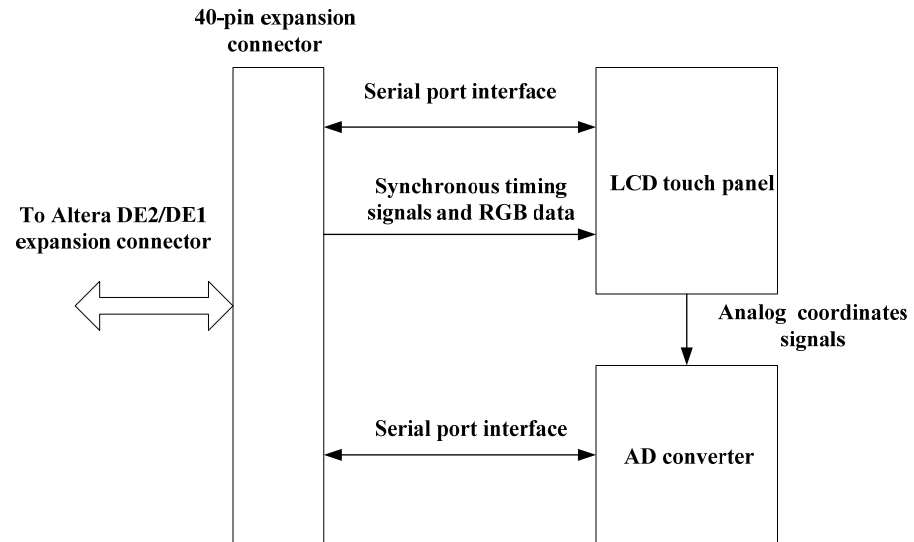 40-pin expansion
connector
Serial port interface
LCD touch panel
Synchronous timing
signals and RGB data
To Altera DE2/DE1
expansion connector
Analog coordinates
signals
Serial port interface
AD converter